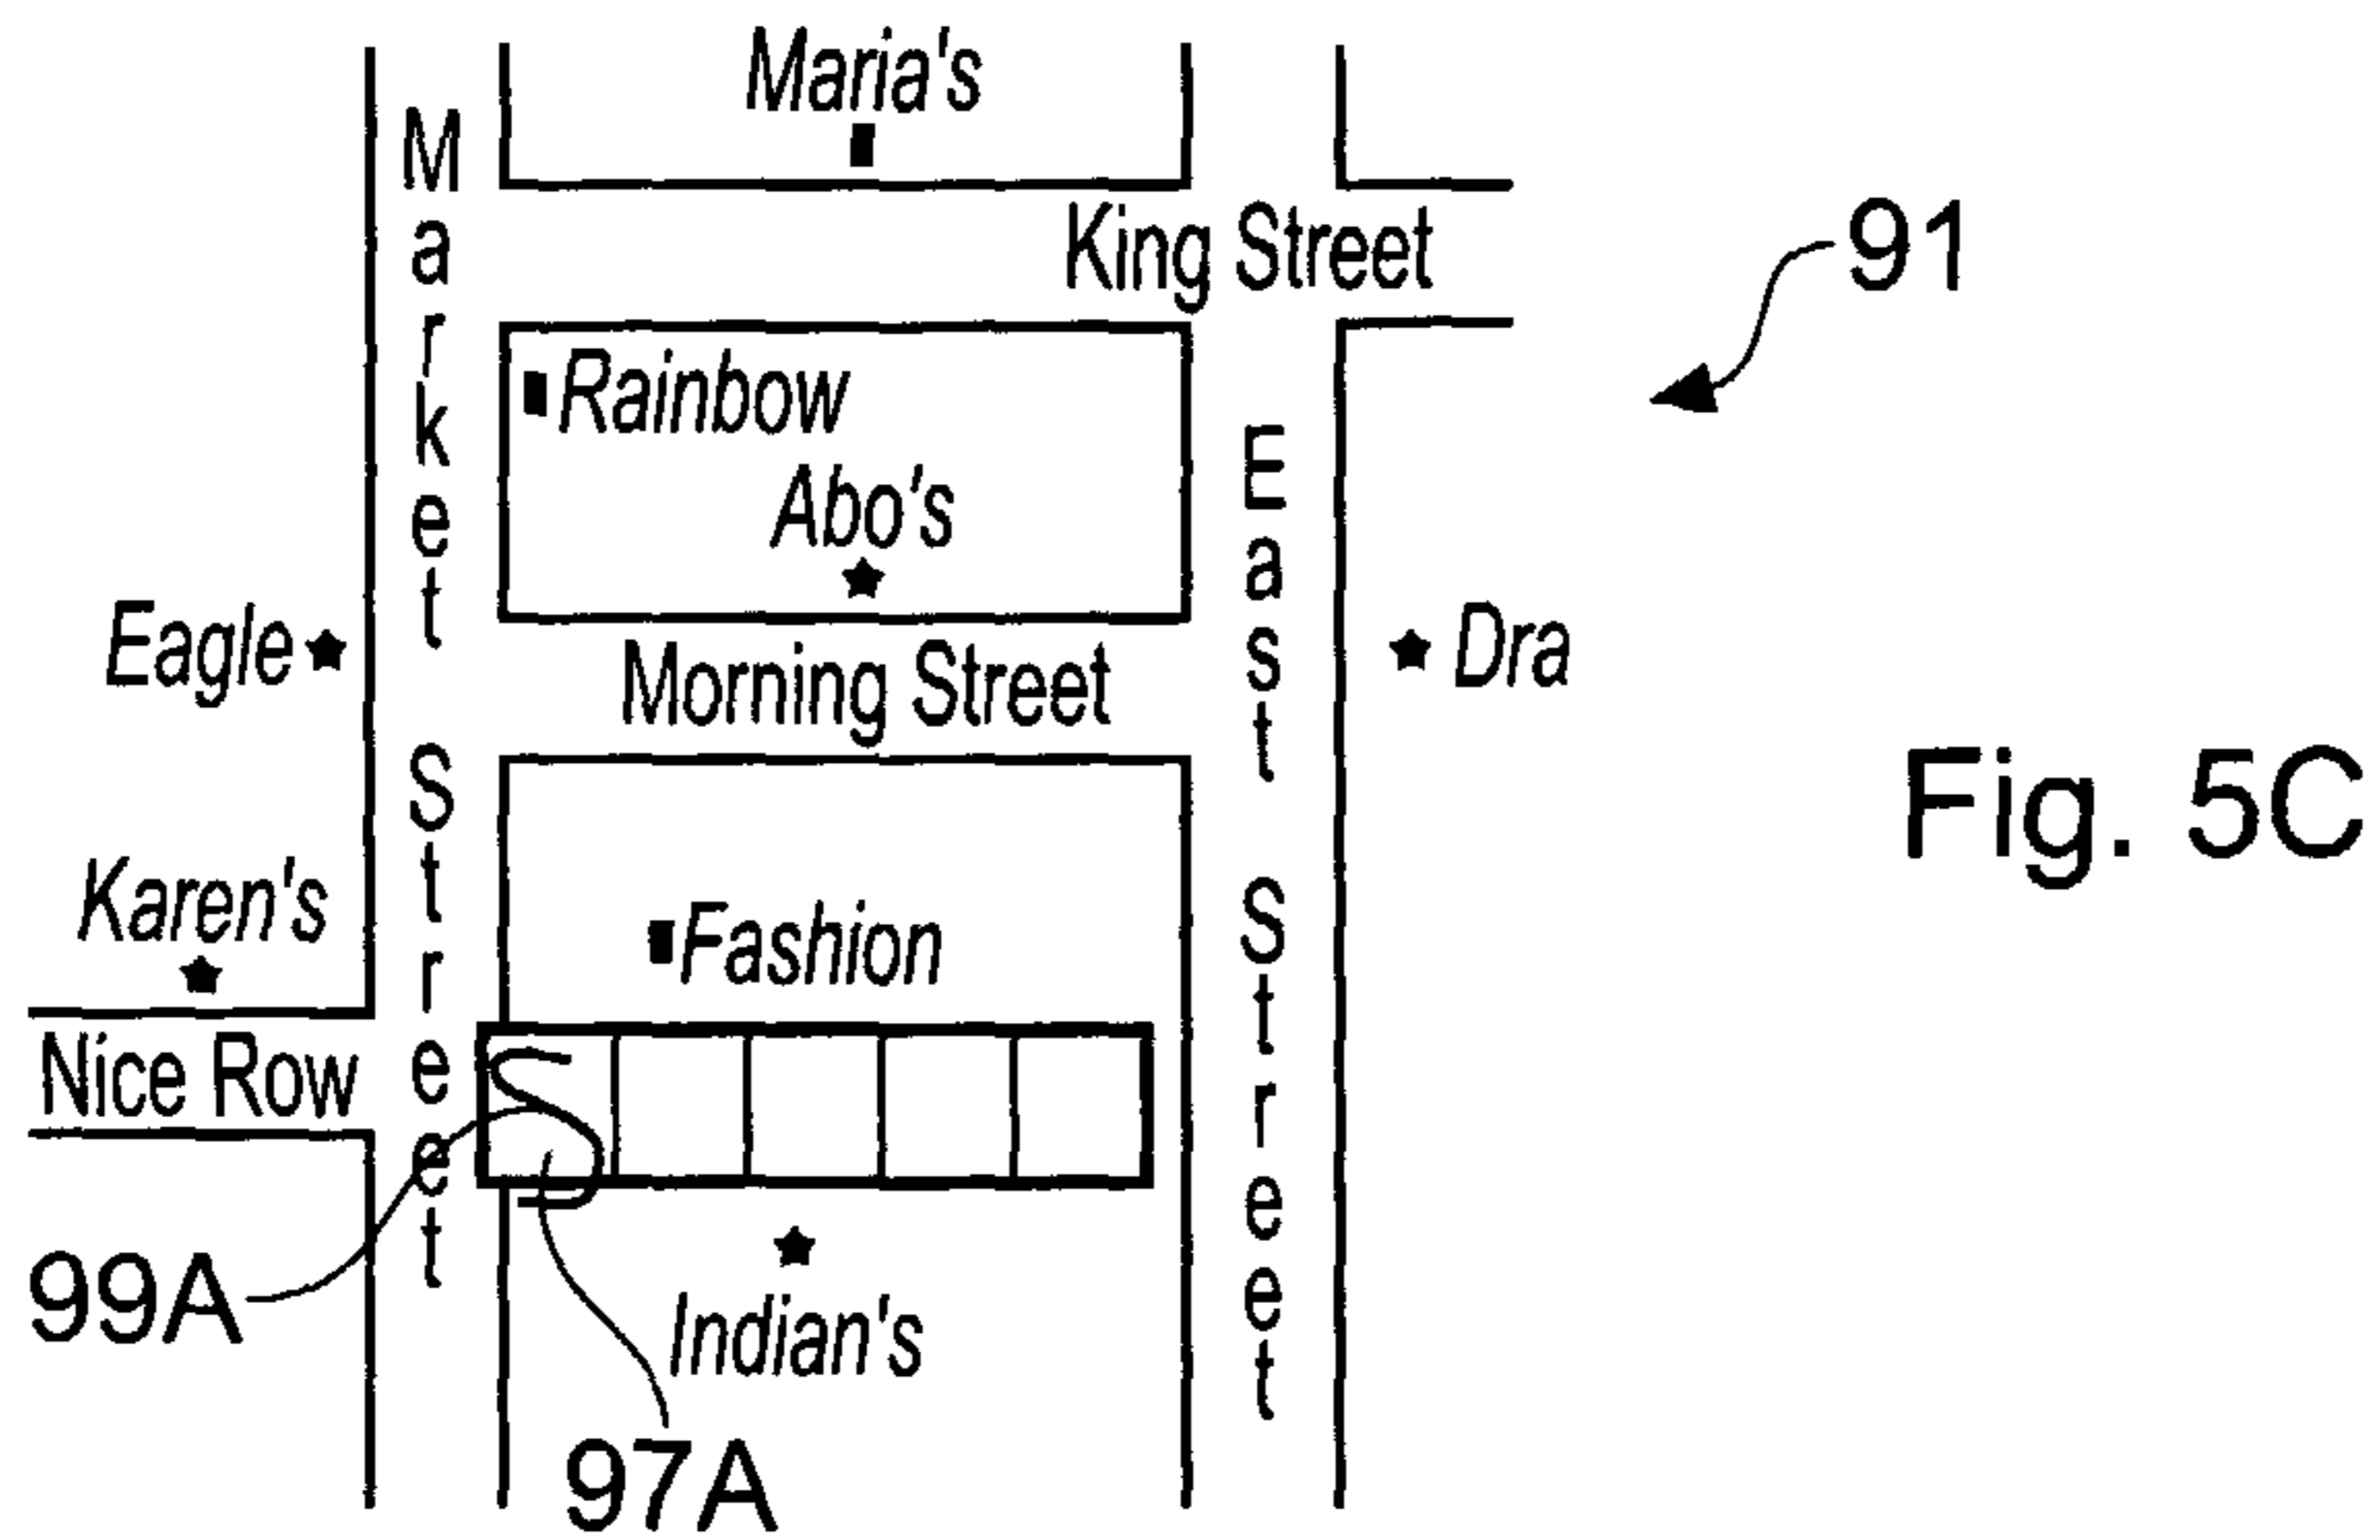 Maria's
Market Street
King Street
91
Rainbow
Abo's
East Street
Eagle
Morning Street
Dra
Fig. 5C
Karen's
Fashion
Nice Row
99A
Indian's
97A